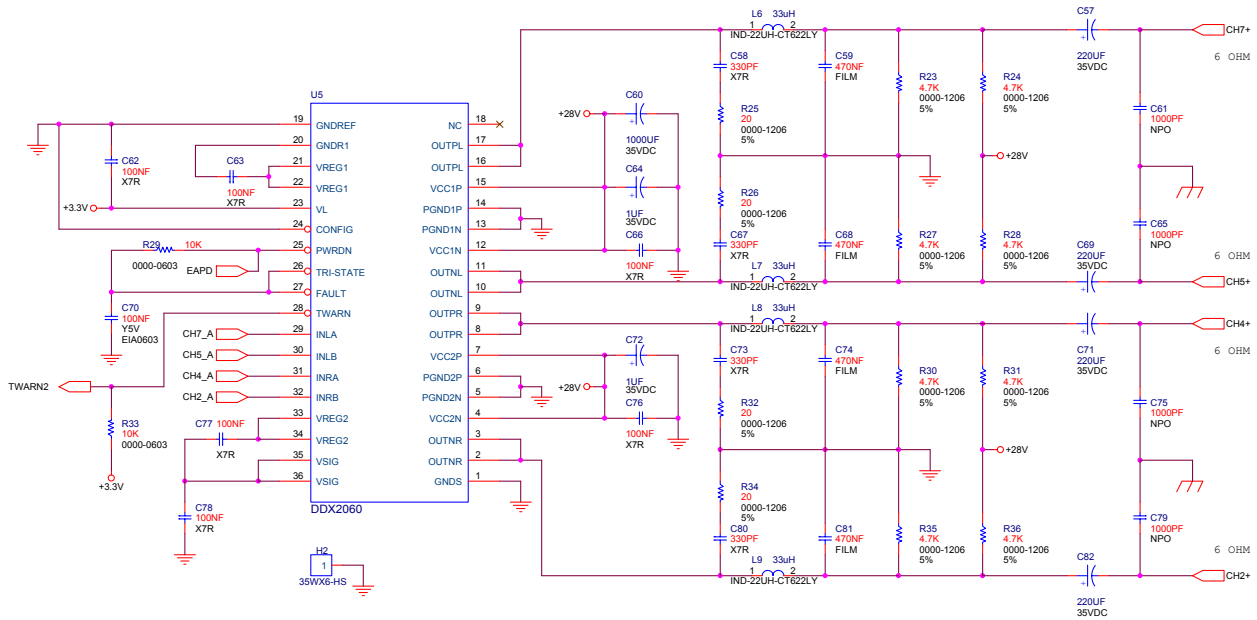 L6 33uH
1 2
IND-22UH-CT622LY
C57
220UF
35VDC
CH7+
6 OHM
C58
330PF
X7R
C59
470NF
FILM
R23
4.7K
0000-1206
5%
R24
4.7K
0000-1206
5%
R25
20
0000-1206
5%
C61
1000PF
NPO
+28V
R26
20
0000-1206
5%
C67
330PF
X7R
C68
470NF
FILM
R27
4.7K
0000-1206
5%
R28
4.7K
0000-1206
5%
C65
1000PF
NPO
C69
220UF
35VDC
6 OHM
CH5+
L7 33uH
1 2
IND-22UH-CT622LY
U5
19 GNDREF
20 GNDR1
21 VREG1
22 VREG1
23 VL
24 CONFIG
25 PWRDN
26 TRI-STATE
27 FAULT
28 TWARN
29 INLA
30 INLB
31 INRA
32 INRB
33 VREG2
34 VREG2
35 VSIG
36 VSIG
NC 18
OUTPL 17
OUTPL 16
VCC1P 15
PGND1P 14
PGND1N 13
VCC1N 12
OUTNL 11
OUTNL 10
OUTPR 9
OUTPR 8
VCC2P 7
PGND2P 6
PGND2N 5
VCC2N 4
OUTNR 3
OUTNR 2
GNDS 1
DDX2060
C62
100NF
X7R
C63
100NF
X7R
+3.3V
R29 10K
0000-0603
EAPD
C70
100NF
Y5V
EIA0603
CH7_A
CH5_A
CH4_A
CH2_A
TWARN2
R33
10K
0000-0603
+3.3V
C77 100NF
X7R
C78
100NF
X7R
H2
1
35WX6-HS
+28V
C60
1000UF
35VDC
C64
1UF
35VDC
C66
100NF
X7R
C72
1UF
35VDC
+28V
C76
100NF
X7R
L8 33uH
1 2
IND-22UH-CT622LY
C71
220UF
35VDC
CH4+
6 OHM
C73
330PF
X7R
C74
470NF
FILM
R30
4.7K
0000-1206
5%
R31
4.7K
0000-1206
5%
R32
20
0000-1206
5%
C75
1000PF
NPO
+28V
R34
20
0000-1206
5%
C80
330PF
X7R
C81
470NF
FILM
R35
4.7K
0000-1206
5%
R36
4.7K
0000-1206
5%
C79
1000PF
NPO
6 OHM
L9 33uH
1 2
IND-22UH-CT622LY
C82
220UF
35VDC
CH2+